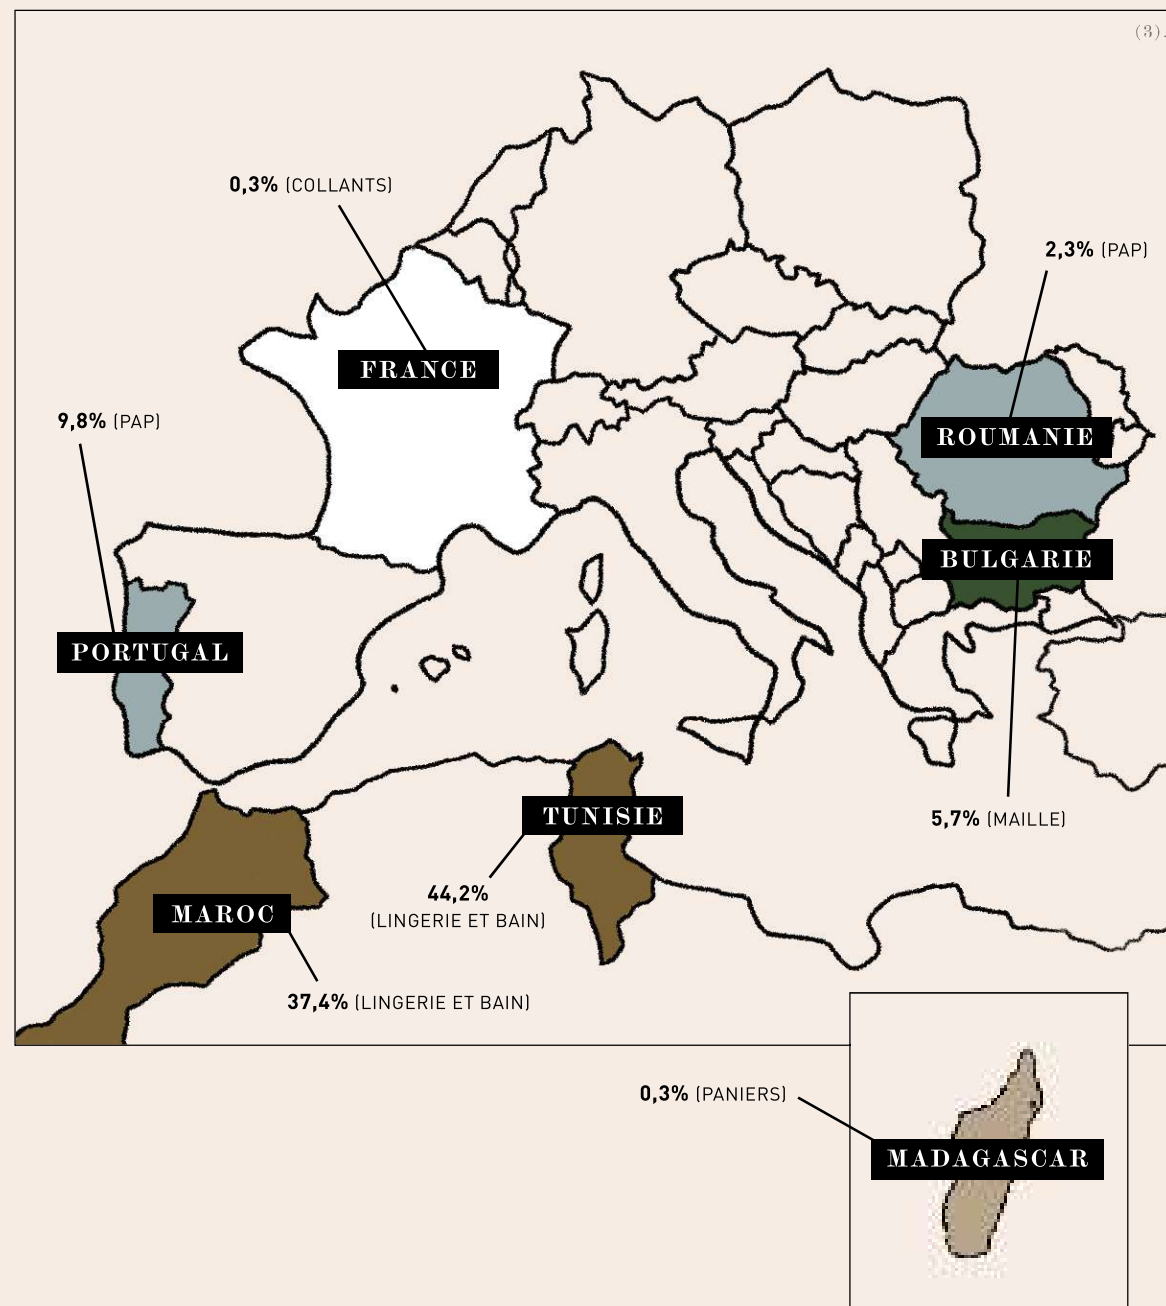 (3).
0,3% (COLLANTS)
2,3% (PAP)
FRANCE
9,8% (PAP)
ROUMANIE
BULGARIE
PORTUGAL
TUNISIE
5,7% (MAILLE)
44,2%
(LINGERIE ET BAIN)
MAROC
37,4% (LINGERIE ET BAIN)
0,3% (PANIERS)
MADAGASCAR